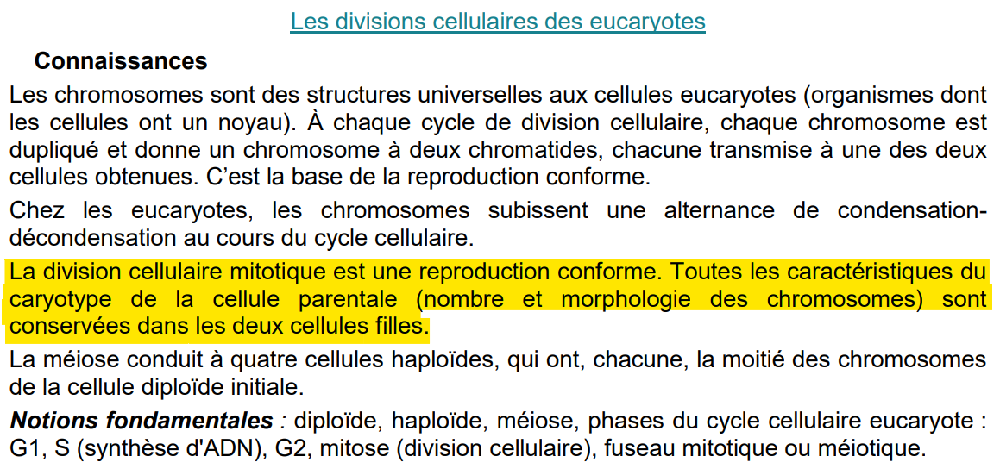 Les divisions cellulaires des eucaryotes
Connaissances
Les chromosomes sont des structures universelles aux cellules eucaryotes (organismes dont
les cellules ont un noyau). À chaque cycle de division cellulaire, chaque chromosome est
dupliqué et donne un chromosome à deux chromatides, chacune transmise à une des deux
cellules obtenues. C’est la base de la reproduction conforme.
Chez les eucaryotes, les chromosomes subissent une alternance de condensation-
décondensation au cours du cycle cellulaire.
La division cellulaire mitotique est une reproduction conforme. Toutes les caractéristiques du
caryotype de la cellule parentale (nombre et morphologie des chromosomes) sont
conservées dans les deux cellules filles.
La méiose conduit à quatre cellules haploïdes, qui ont, chacune, la moitié des chromosomes
de la cellule diploïde initiale.
Notions fondamentales : diploïde, haploïde, méiose, phases du cycle cellulaire eucaryote :
G1, S (synthèse d'ADN), G2, mitose (division cellulaire), fuseau mitotique ou méiotique.